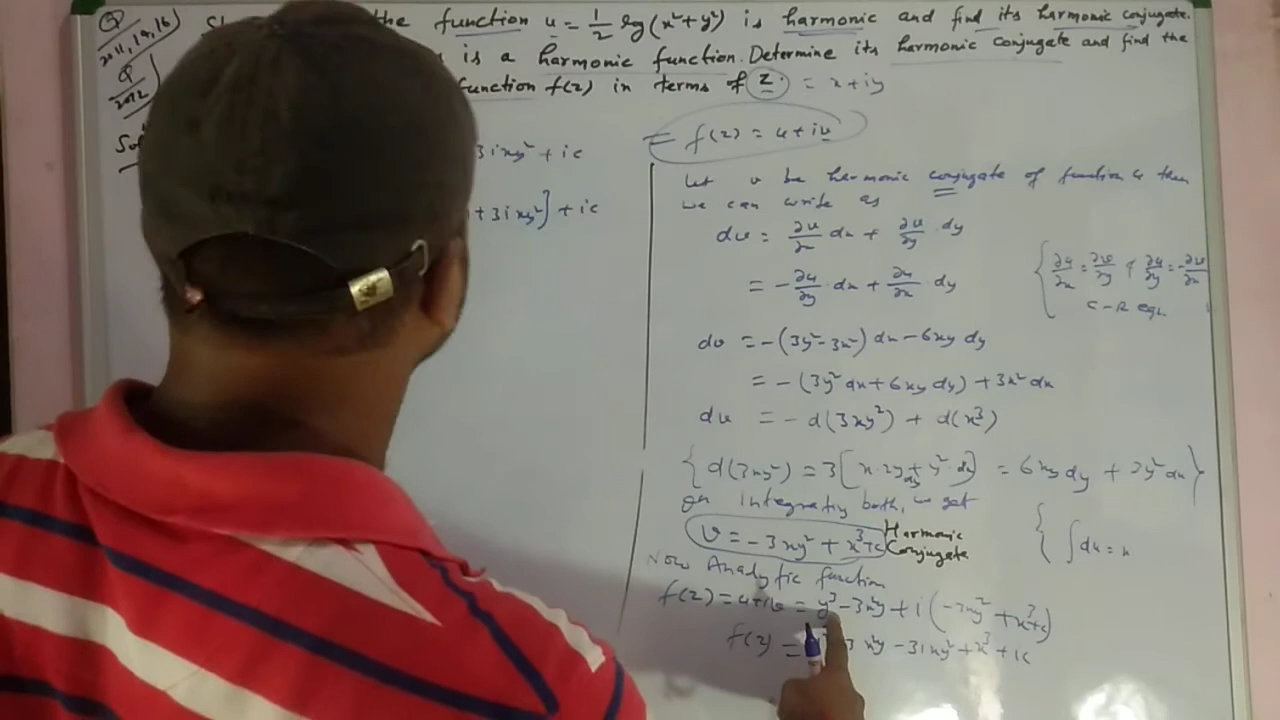 Q
2011, 14, 16
the function u = 1/2 log(x²+y²) is harmonic and find its harmonic conjugate.
Q
2012
is a harmonic function. Determine its harmonic conjugate and find the
function f(z) in terms of z. = x+iy
Sol
3ixy² + ic
+ 3ixy²] + ic
= f(z) = u+iv
Let v be harmonic conjugate of function u then
we can write as
dv = ∂v/∂x dx + ∂v/∂y · dy
= -∂u/∂y · dx + ∂u/∂x · dy
{ ∂u/∂x = ∂v/∂y & ∂u/∂y = -∂v/∂x
C-R eqn
dv = -(3y²-3x²) dx - 6xy dy
= -(3y² dx + 6xy dy) + 3x² dx
dv = -d(3xy²) + d(x³)
{ d(3xy²) = 3[x·2y dy + y²·dx] = 6xy dy + 3y² dx }
on integrating both, we get
v = -3xy² + x³+c Harmonic
Conjugate
{ ∫dx = x
Now Analytic function
f(z) = u+iv = y³ - 3x²y + i(-3xy² + x³+c)
f(z) = x²y - 3ixy² + x³ + ic